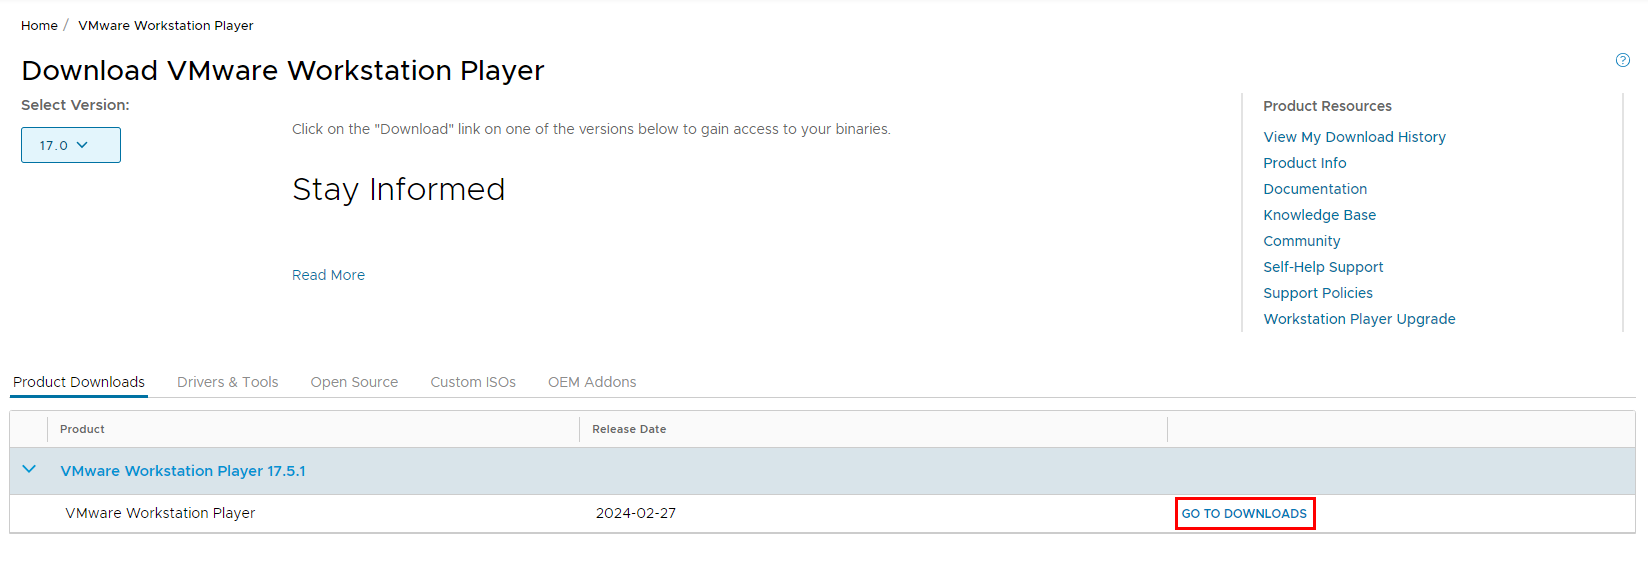 Home / VMware Workstation Player
Download VMware Workstation Player
Select Version:
17.0
Click on the "Download" link on one of the versions below to gain access to your binaries.
Stay Informed
Read More
Product Resources
View My Download History
Product Info
Documentation
Knowledge Base
Community
Self-Help Support
Support Policies
Workstation Player Upgrade
Product Downloads Drivers & Tools Open Source Custom ISOs OEM Addons
Product Release Date
VMware Workstation Player 17.5.1
VMware Workstation Player 2024-02-27 GO TO DOWNLOADS